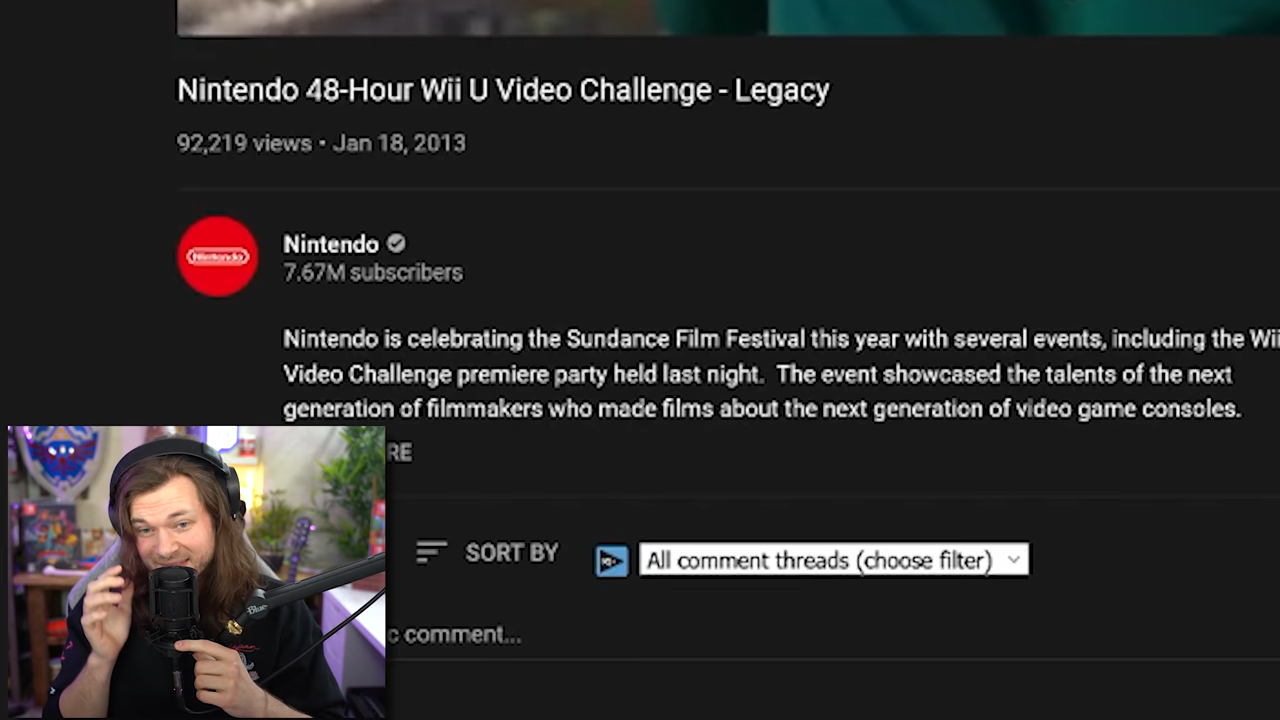 Nintendo 48-Hour Wii U Video Challenge - Legacy
92,219 views • Jan 18, 2013
Nintendo
Nintendo
7.67M subscribers
Nintendo is celebrating the Sundance Film Festival this year with several events, including the Wii
Video Challenge premiere party held last night.  The event showcased the talents of the next
generation of filmmakers who made films about the next generation of video game consoles.
RE
SORT BY
All comment threads (choose filter)
c comment...
Blue